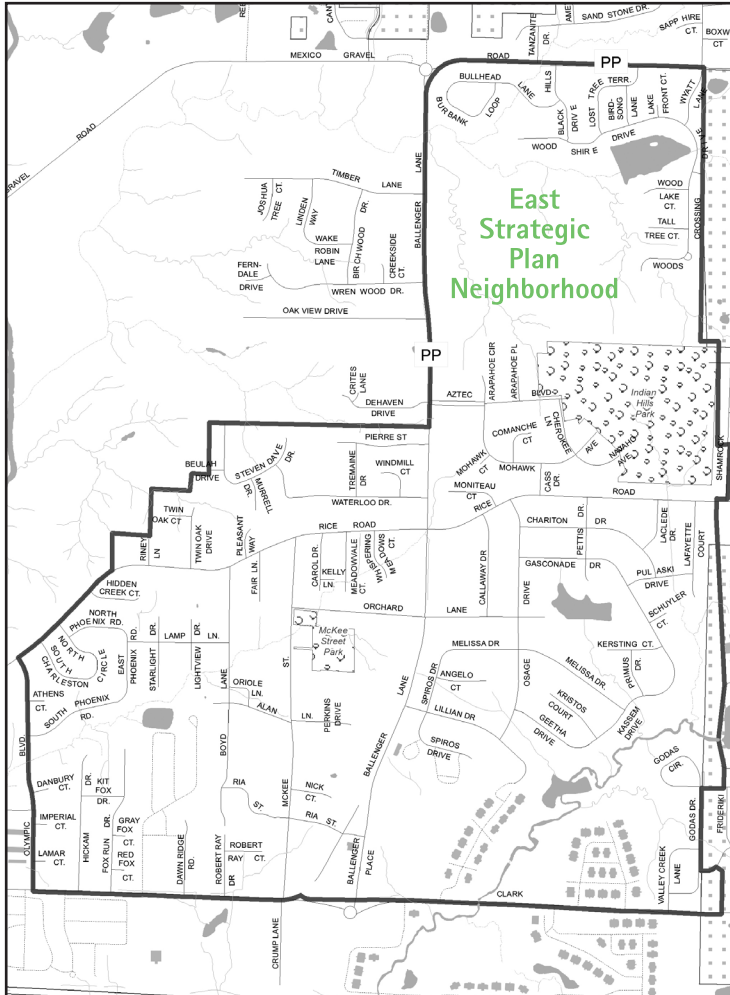 RED
CAN
TANZANITE
DR.
AME
SAND STONE DR.
SAPP HIRE
CT.
BOXW
CT
MEXICO GRAVEL ROAD
PP
GRAVEL ROAD
BULLHEAD LANE
BUR BANK LOOP
BLACK HILLS DRIVE
LOST TREE TERR.
BIRD-
SONG
LANE
LAKE
FRONT CT.
WYATT LANE
WOOD SHIR E DRIVE
TIMBER LANE
JOSHUA
TREE CT.
LINDEN
WAY
WAKE
ROBIN
LANE
BIR CH WOOD DR.
CREEKSIDE
CT.
FERN-
DALE
DRIVE
WREN WOOD DR.
OAK VIEW DRIVE
BALLENGER LANE
East
Strategic
Plan
Neighborhood
WOOD
LAKE
CT.
TALL
TREE CT.
WOODS
CROSSING DRIVE
PP
CRITES
LANE
DEHAVEN
DRIVE
AZTEC BLVD
ARAPAHOE CIR
ARAPAHOE PL
Indian
Hills
Park
COMANCHE
CT
CHEROKEE LN
AVE
NAVAHO
AVE
MOHAWK
CT
MOHAWK
CASS
DR.
SHAMROCK
PIERRE ST
BEULAH
DRIVE
STEVEN DAVE DR.
MURRELL
DR.
TREMAINE
DR.
WINDMILL
CT
WATERLOO DR.
MONITEAU
CT
RICE ROAD
TWIN
OAK CT
RINEY
LN
TWIN OAK
DRIVE
PLEASANT WAY
FAIR LN.
RICE ROAD
CAROL DR.
KELLY
LN.
MEADOWVALE
CT.
WHISPERING
MEADOWS
CT.
CALLAWAY DR
CHARITON DR
PETTIS DR.
GASCONADE DR
DRIVE
LACLEDE
DR.
LAFAYETTE
COURT
PUL ASKI
DRIVE
SCHUYLER
CT.
HIDDEN
CREEK CT.
NORTH
PHOENIX RD.
NORTH
SOUTH
CHARLESTON CIRCLE
EAST
PHOENIX RD.
STARLIGHT DR.
LAMP LN.
LIGHTVIEW DR.
ORCHARD LANE
McKee
Street
Park
ATHENS
CT.
SOUTH PHOENIX
RD.
ORIOLE
LN.
ALAN LN.
BOYD LANE
MCKEE ST.
PERKINS
DRIVE
BALLENGER LANE
MELISSA DR
SPIROS DR
ANGELO
CT
LILLIAN DR
SPIROS
DRIVE
OSAGE
MELISSA DR.
KRISTOS
COURT
GEETHA
DRIVE
KERSTING CT.
PRIMUS
DR.
KASSEM
DRIVE
GODAS
CIR.
GODAS DR.
FRIDERIKI
OLYMPIC BLVD.
DANBURY
CT.
IMPERIAL
CT.
LAMAR
CT.
HICKAM DR.
KIT
FOX
DR.
FOX RUN DR.
GRAY
FOX
CT.
RED
FOX
CT.
DAWN RIDGE
RD.
ROBERT RAY
DR
ROBERT
RAY CT.
RIA ST.
NICK
CT.
RIA ST.
BALLENGER
PLACE
VALLEY CREEK
LANE
CLARK
CRUMP LANE